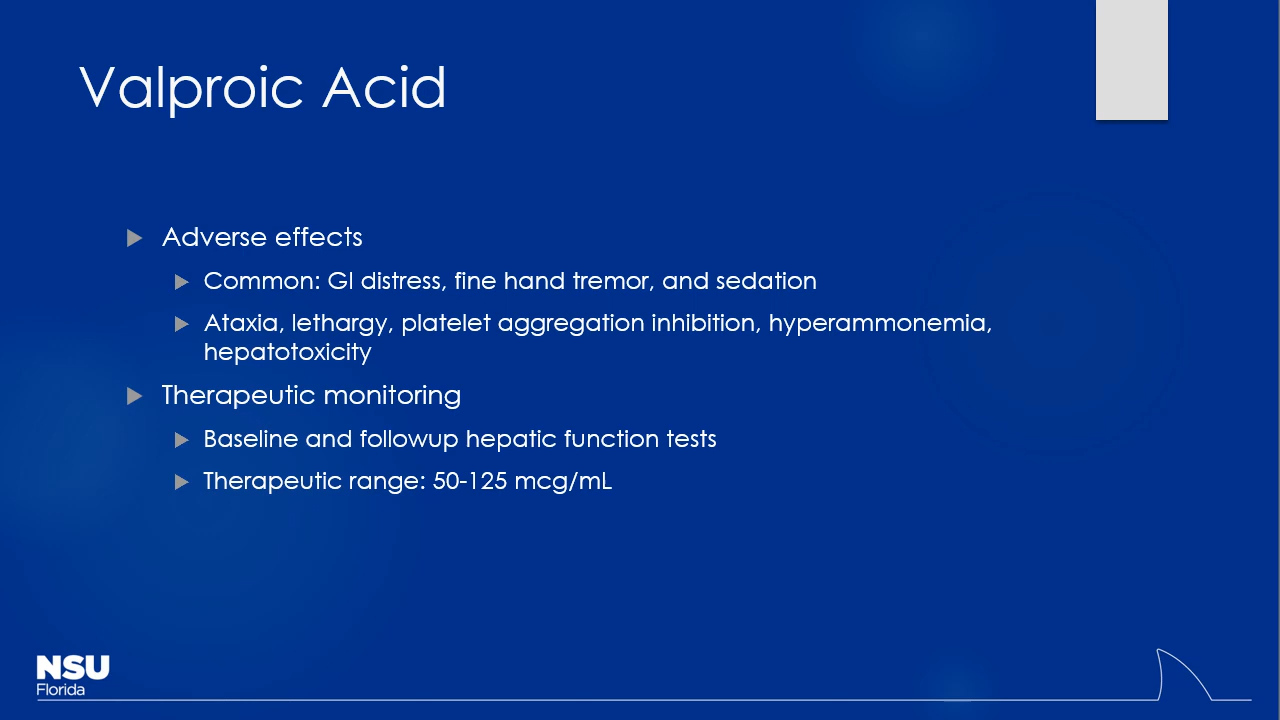 Valproic Acid
Adverse effects
Common: GI distress, fine hand tremor, and sedation
Ataxia, lethargy, platelet aggregation inhibition, hyperammonemia,
hepatotoxicity
Therapeutic monitoring
Baseline and followup hepatic function tests
Therapeutic range: 50-125 mcg/mL
NSU
Florida